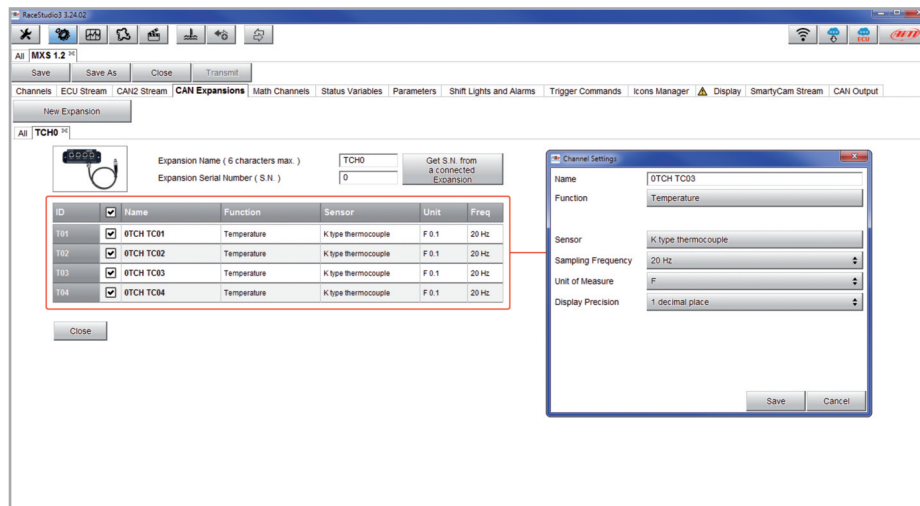 RaceStudio3 3.24.02
ECU
AiM
All MXS 1.2
Save Save As Close Transmit
Channels ECU Stream CAN2 Stream CAN Expansions Math Channels Status Variables Parameters Shift Lights and Alarms Trigger Commands Icons Manager Display SmartyCam Stream CAN Output
New Expansion
All TCH0
Expansion Name ( 6 characters max. ) TCH0
Expansion Serial Number ( S.N. ) 0
Get S.N. from
a connected
Expansion
ID Name Function Sensor Unit Freq
T01 0TCH TC01 Temperature K type thermocouple F 0.1 20 Hz
T02 0TCH TC02 Temperature K type thermocouple F 0.1 20 Hz
T03 0TCH TC03 Temperature K type thermocouple F 0.1 20 Hz
T04 0TCH TC04 Temperature K type thermocouple F 0.1 20 Hz
Close
Channel Settings
Name 0TCH TC03
Function Temperature
Sensor K type thermocouple
Sampling Frequency 20 Hz
Unit of Measure F
Display Precision 1 decimal place
Save Cancel